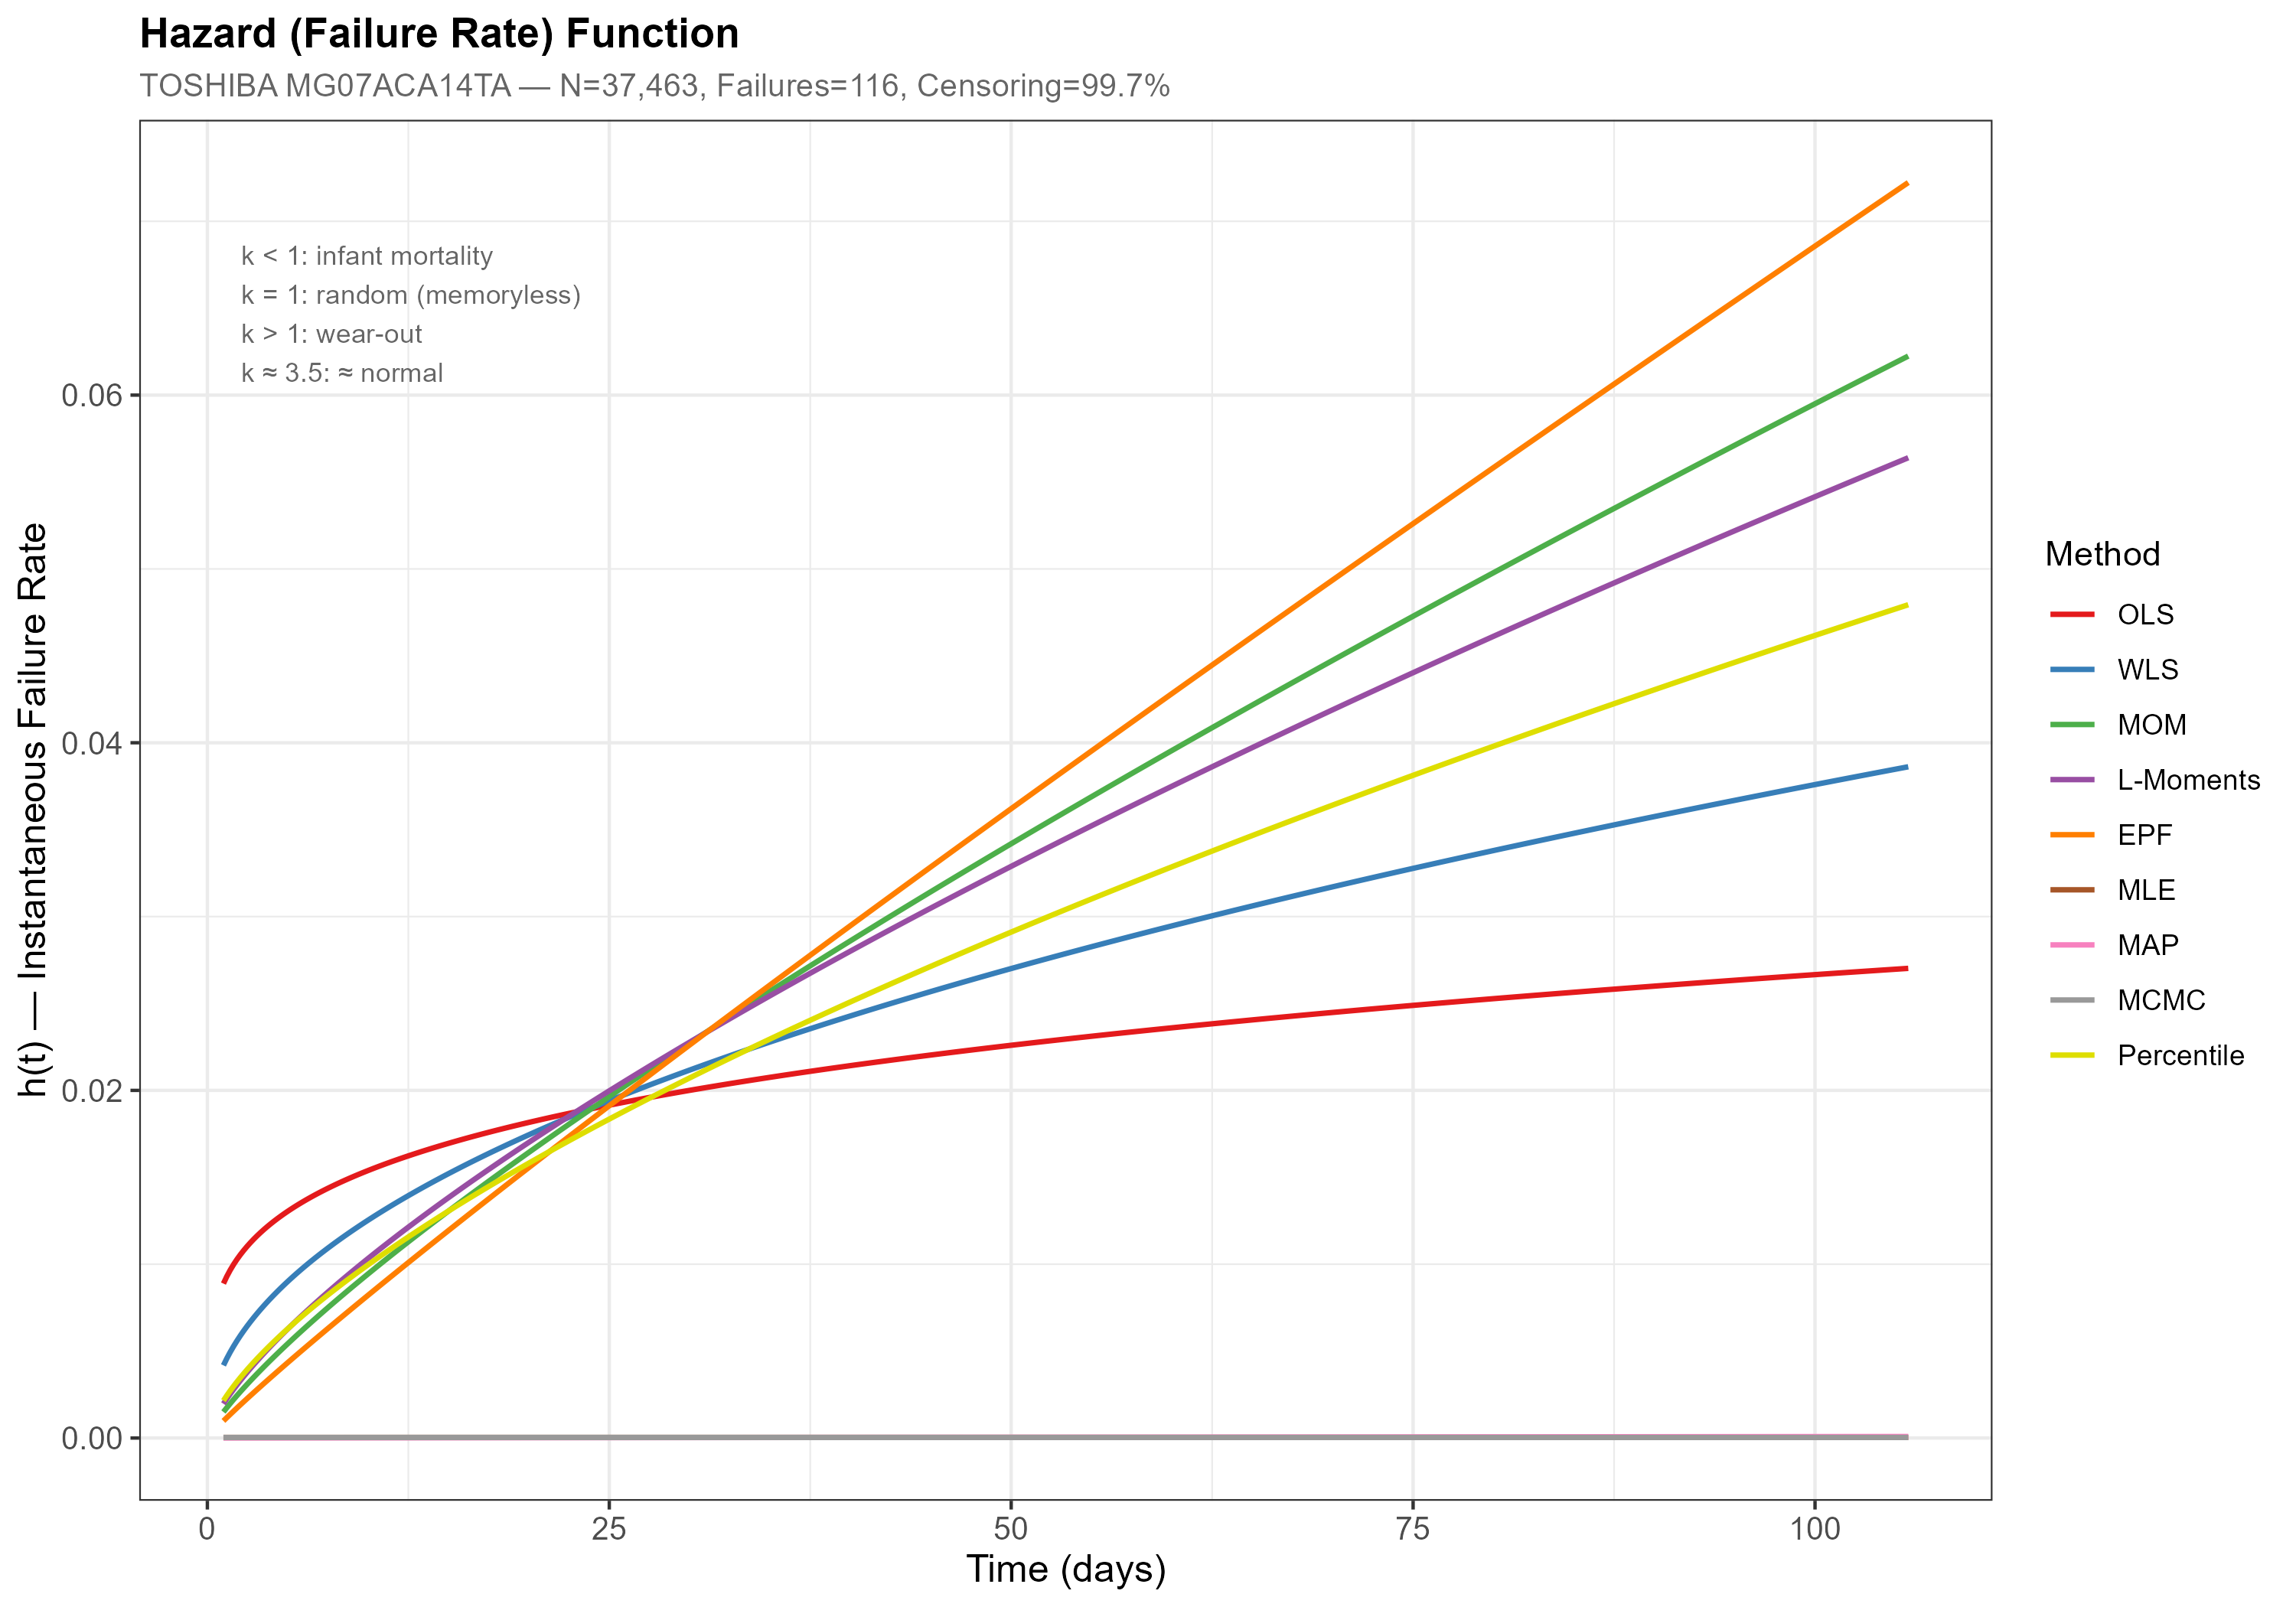 Hazard (Failure Rate) Function
TOSHIBA MG07ACA14TA — N=37,463, Failures=116, Censoring=99.7%
k < 1: infant mortality
k = 1: random (memoryless)
k > 1: wear-out
k ≈ 3.5: ≈ normal
h(t) — Instantaneous Failure Rate
0.06
0.04
0.02
0.00
0
25
50
75
100
Time (days)
Method
OLS
WLS
MOM
L-Moments
EPF
MLE
MAP
MCMC
Percentile